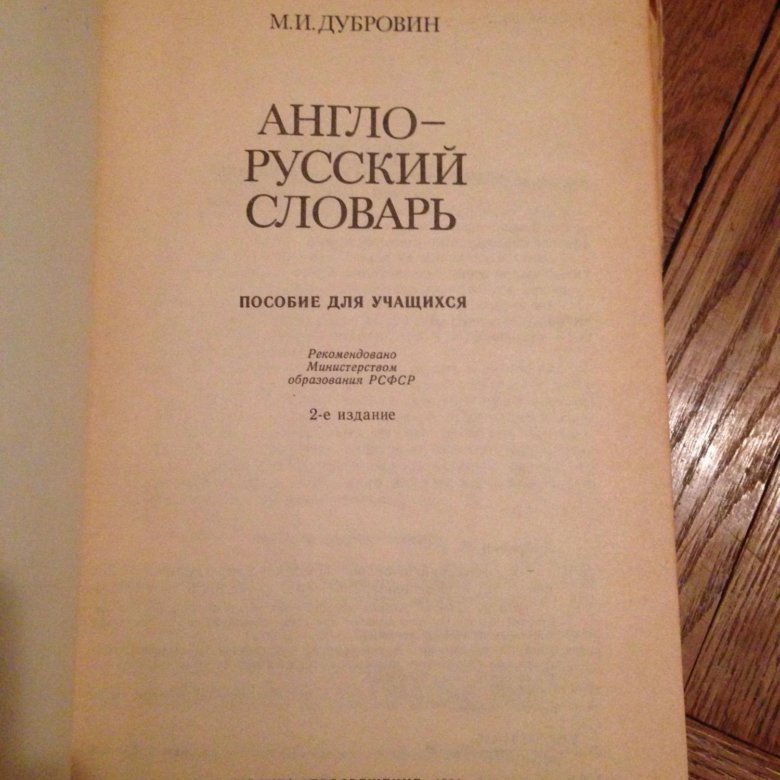 М.И.ДУБРОВИН
АНГЛО–
РУССКИЙ
СЛОВАРЬ
ПОСОБИЕ ДЛЯ УЧАЩИХСЯ
Рекомендовано
Министерством
образования РСФСР
2-е издание